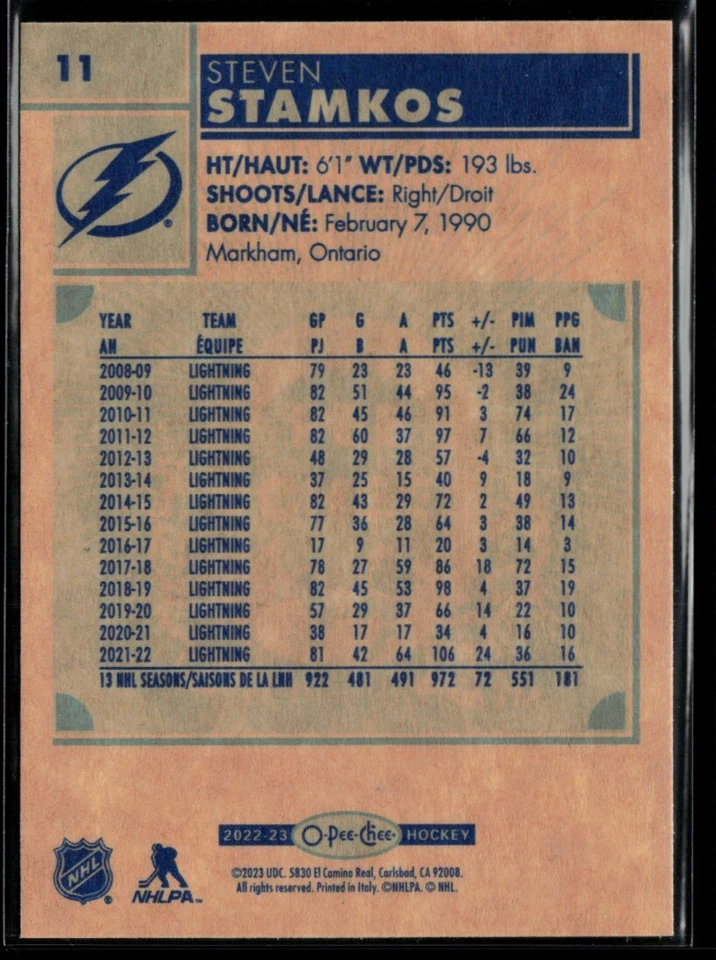 11
STEVEN
STAMKOS
HT/HAUT: 6'1" WT/PDS: 193 lbs.
SHOOTS/LANCE: Right/Droit
BORN/NÉ: February 7, 1990
Markham, Ontario
YEAR TEAM GP G A PTS +/- PIM PPG
AN ÉQUIPE PJ B A PTS +/- PUN BAN
2008-09 LIGHTNING 79 23 23 46 -13 39 9
2009-10 LIGHTNING 82 51 44 95 -2 38 24
2010-11 LIGHTNING 82 45 46 91 3 74 17
2011-12 LIGHTNING 82 60 37 97 7 66 12
2012-13 LIGHTNING 48 29 28 57 -4 32 10
2013-14 LIGHTNING 37 25 15 40 9 18 9
2014-15 LIGHTNING 82 43 29 72 2 49 13
2015-16 LIGHTNING 77 36 28 64 3 38 14
2016-17 LIGHTNING 17 9 11 20 3 14 3
2017-18 LIGHTNING 78 27 59 86 18 72 15
2018-19 LIGHTNING 82 45 53 98 4 37 19
2019-20 LIGHTNING 57 29 37 66 14 22 10
2020-21 LIGHTNING 38 17 17 34 4 16 10
2021-22 LIGHTNING 81 42 64 106 24 36 16
13 NHL SEASONS/SAISONS DE LA LNH 922 481 491 972 72 551 181
2022-23 O-Pee-Chee HOCKEY
©2023 UDC. 5830 El Camino Real, Carlsbad, CA 92008.
All rights reserved. Printed in Italy. ©NHLPA. © NHL.
NHL ®
NHLPA™